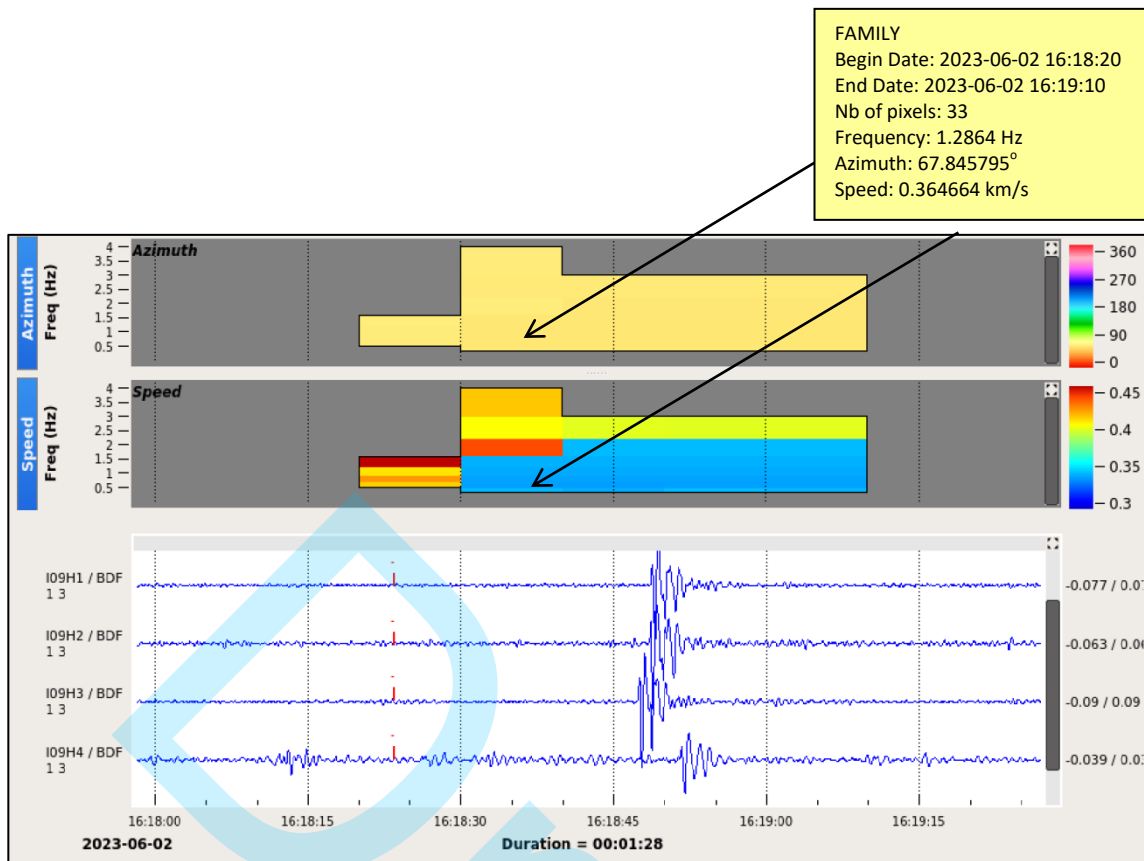 FAMILY
Begin Date: 2023-06-02 16:18:20
End Date: 2023-06-02 16:19:10
Nb of pixels: 33
Frequency: 1.2864 Hz
Azimuth: 67.845795°
Speed: 0.364664 km/s
Azimuth
Freq (Hz)
4
3.5
3
2.5
2
1.5
1
0.5
Azimuth
360
270
180
90
0
Speed
Freq (Hz)
4
3.5
3
2.5
2
1.5
1
0.5
Speed
0.45
0.4
0.35
0.3
I09H1 / BDF
1 3
-0.077 / 0.07
I09H2 / BDF
1 3
-0.063 / 0.06
I09H3 / BDF
1 3
-0.09 / 0.09
I09H4 / BDF
1 3
-0.039 / 0.03
16:18:00 16:18:15 16:18:30 16:18:45 16:19:00 16:19:15
2023-06-02 Duration = 00:01:28